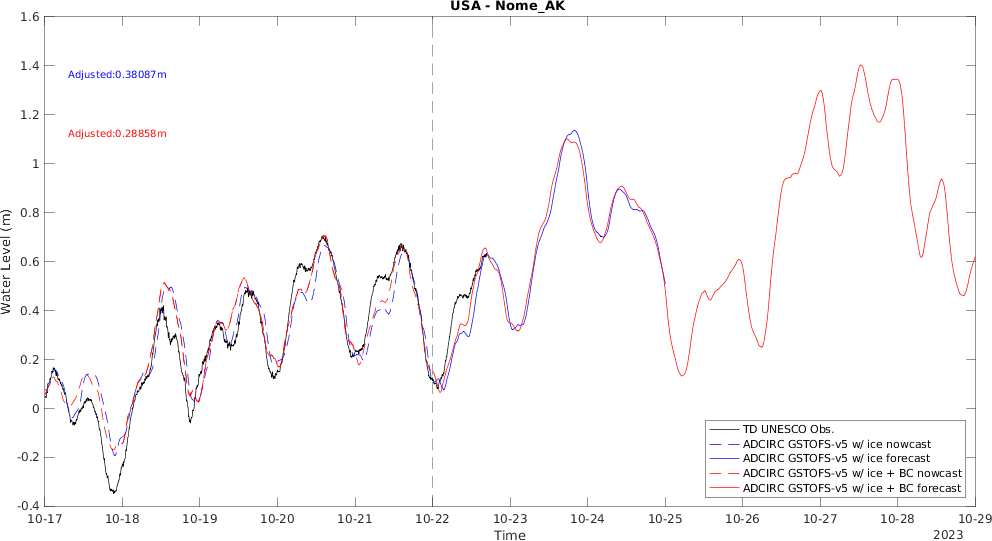 USA - Nome_AK
1.6
1.4
1.2
1
0.8
0.6
0.4
0.2
0
-0.2
-0.4
Water Level (m)
Adjusted:0.38087m
Adjusted:0.28858m
TD UNESCO Obs.
ADCIRC GSTOFS-v5 w/ ice nowcast
ADCIRC GSTOFS-v5 w/ ice forecast
ADCIRC GSTOFS-v5 w/ ice + BC nowcast
ADCIRC GSTOFS-v5 w/ ice + BC forecast
10-17 10-18 10-19 10-20 10-21 10-22 10-23 10-24 10-25 10-26 10-27 10-28 10-29
Time
2023